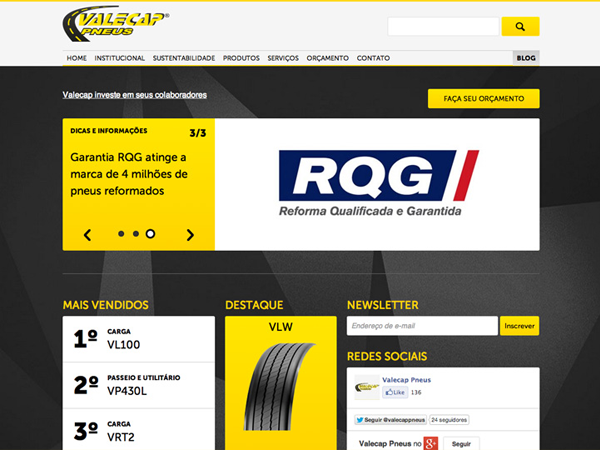 VALECAP®
PNEUS
HOME INSTITUCIONAL SUSTENTABILIDADE PRODUTOS SERVIÇOS ORÇAMENTO CONTATO BLOG
Valecap investe em seus colaboradores
FAÇA SEU ORÇAMENTO
DICAS E INFORMAÇÕES 3/3
Garantia RQG atinge a
marca de 4 milhões de
pneus reformados
RQG
Reforma Qualificada e Garantida
MAIS VENDIDOS
1º CARGA
VL100
2º PASSEIO E UTILITÁRIO
VP430L
3º CARGA
VRT2
DESTAQUE
VLW
NEWSLETTER
Endereço de e-mail Inscrever
REDES SOCIAIS
Valecap Pneus
Like 136
Seguir @valecappneus 24 seguidores
Valecap Pneus no g+ Seguir